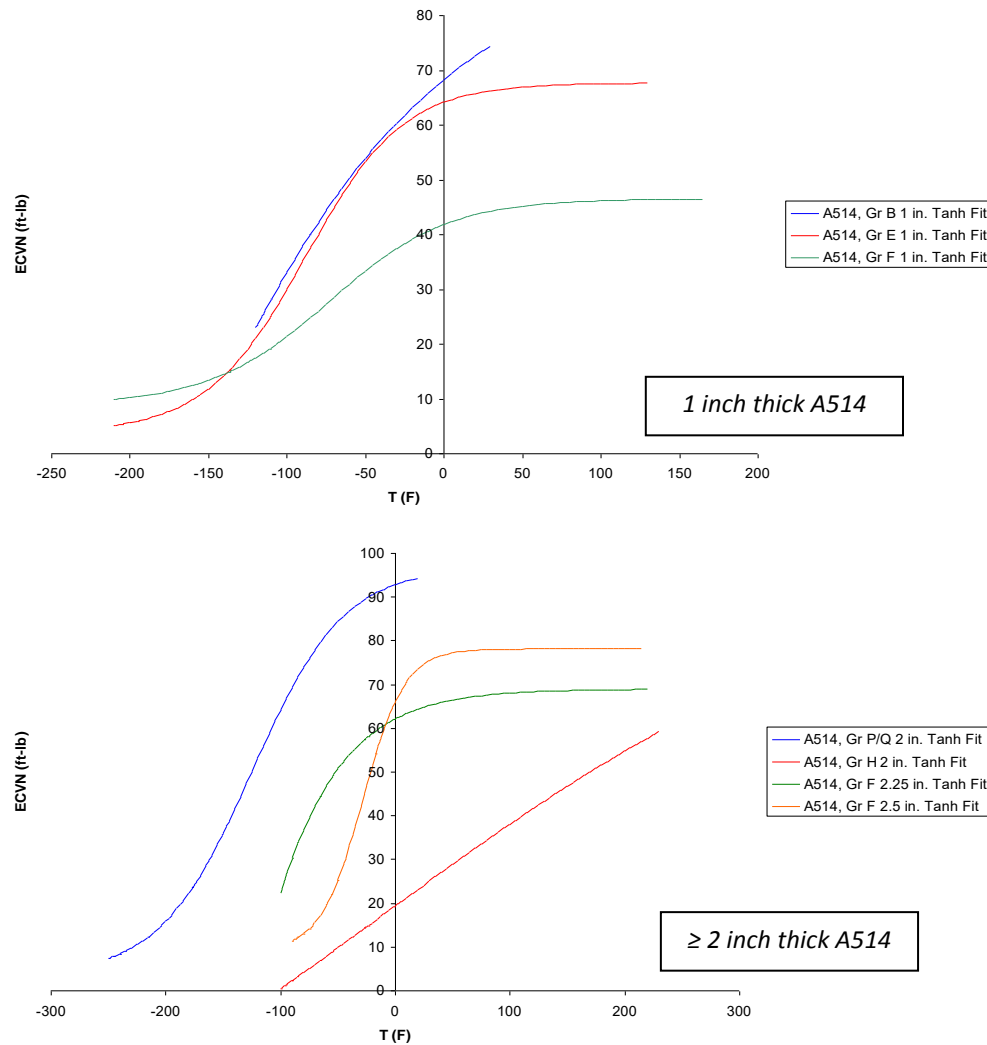 80
70
60
50
40
30
20
10
0
ECVN (ft-lb)
-250
-200
-150
-100
-50
0
50
100
150
200
T (F)
A514, Gr B 1 in. Tanh Fit
A514, Gr E 1 in. Tanh Fit
A514, Gr F 1 in. Tanh Fit
1 inch thick A514
100
90
80
70
60
50
40
30
20
10
0
ECVN (ft-lb)
-300
-200
-100
0
100
200
300
T (F)
A514, Gr P/Q 2 in. Tanh Fit
A514, Gr H 2 in. Tanh Fit
A514, Gr F 2.25 in. Tanh Fit
A514, Gr F 2.5 in. Tanh Fit
≥ 2 inch thick A514